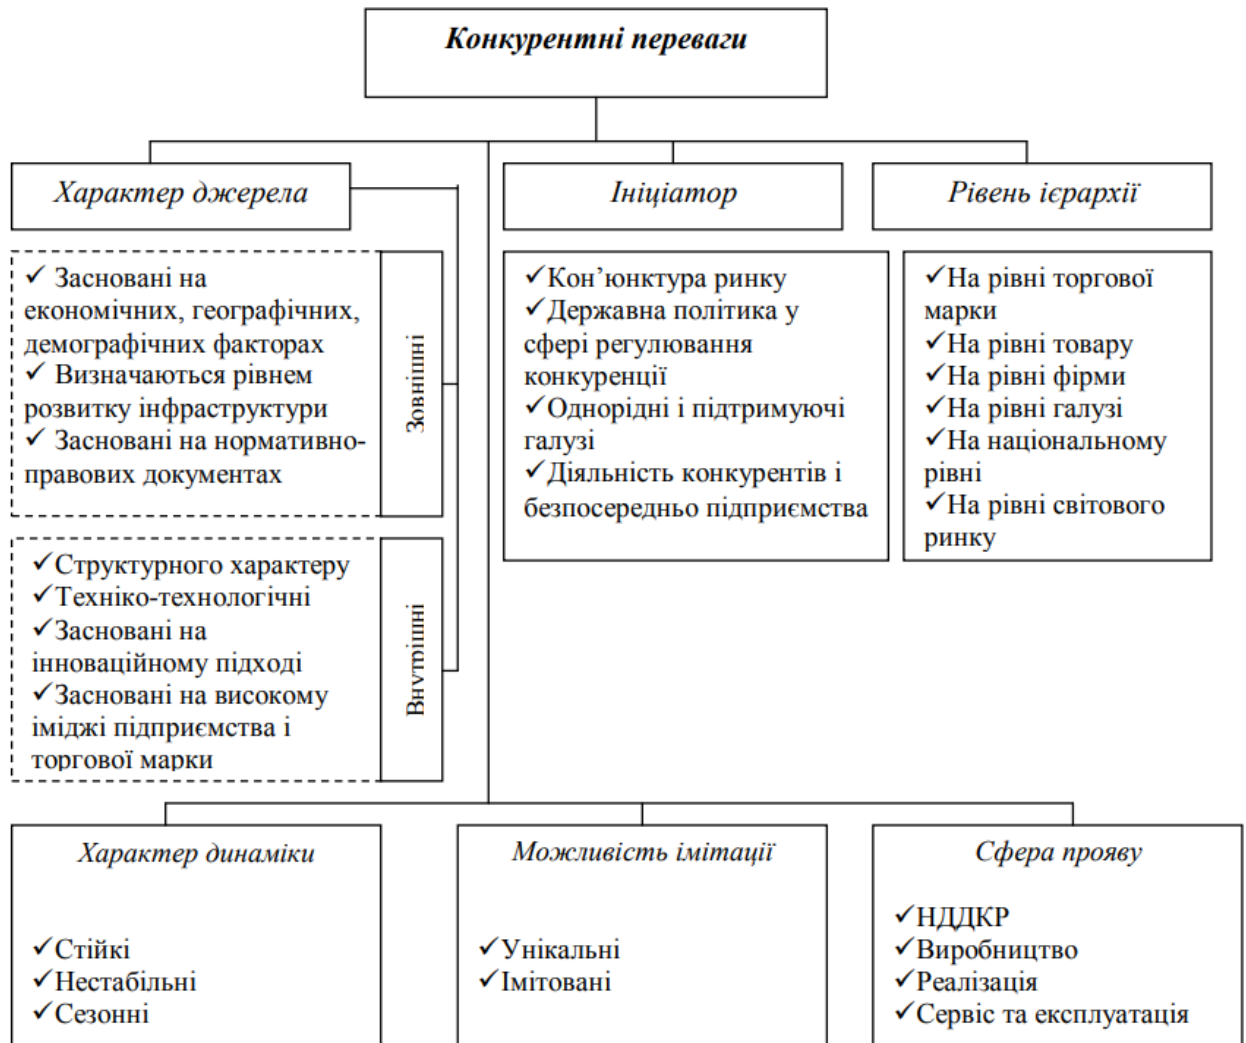 Конкурентні переваги
Характер джерела
Ініціатор
Рівень ієрархії
✓ Засновані на
економічних, географічних,
демографічних факторах
✓ Визначаються рівнем
розвитку інфраструктури
✓ Засновані на нормативно-
правових документах
Зовнішні
✓Структурного характеру
✓Техніко-технологічні
✓Засновані на
інноваційному підході
✓Засновані на високому
іміджі підприємства і
торгової марки
Внутрішні
✓Кон’юнктура ринку
✓Державна політика у
сфері регулювання
конкуренції
✓Однорідні і підтримуючі
галузі
✓Діяльність конкурентів і
безпосередньо підприємства
✓На рівні торгової
марки
✓На рівні товару
✓На рівні фірми
✓На рівні галузі
✓На національному
рівні
✓На рівні світового
ринку
Характер динаміки
✓Стійкі
✓Нестабільні
✓Сезонні
Можливість імітації
✓Унікальні
✓Імітовані
Сфера прояву
✓НДДКР
✓Виробництво
✓Реалізація
✓Сервіс та експлуатація